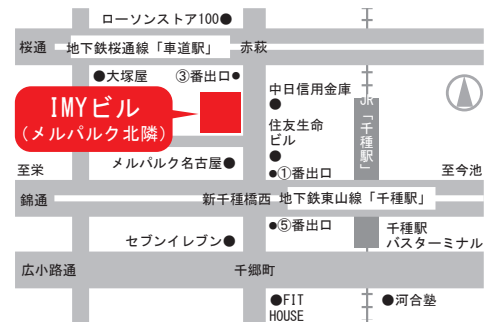 ローソンストア100●
桜通
地下鉄桜通線「車道駅」
赤萩
●大塚屋
③番出口●
中日信用金庫
●
JR「千種駅」
IMYビル
(メルパルク北隣)
住友生命
ビル
●
メルパルク名古屋●
●①番出口
至栄
至今池
錦通
新千種橋西
地下鉄東山線「千種駅」
●⑤番出口
千種駅
バスターミナル
セブンイレブン●
広小路通
千郷町
●FIT
HOUSE
●河合塾